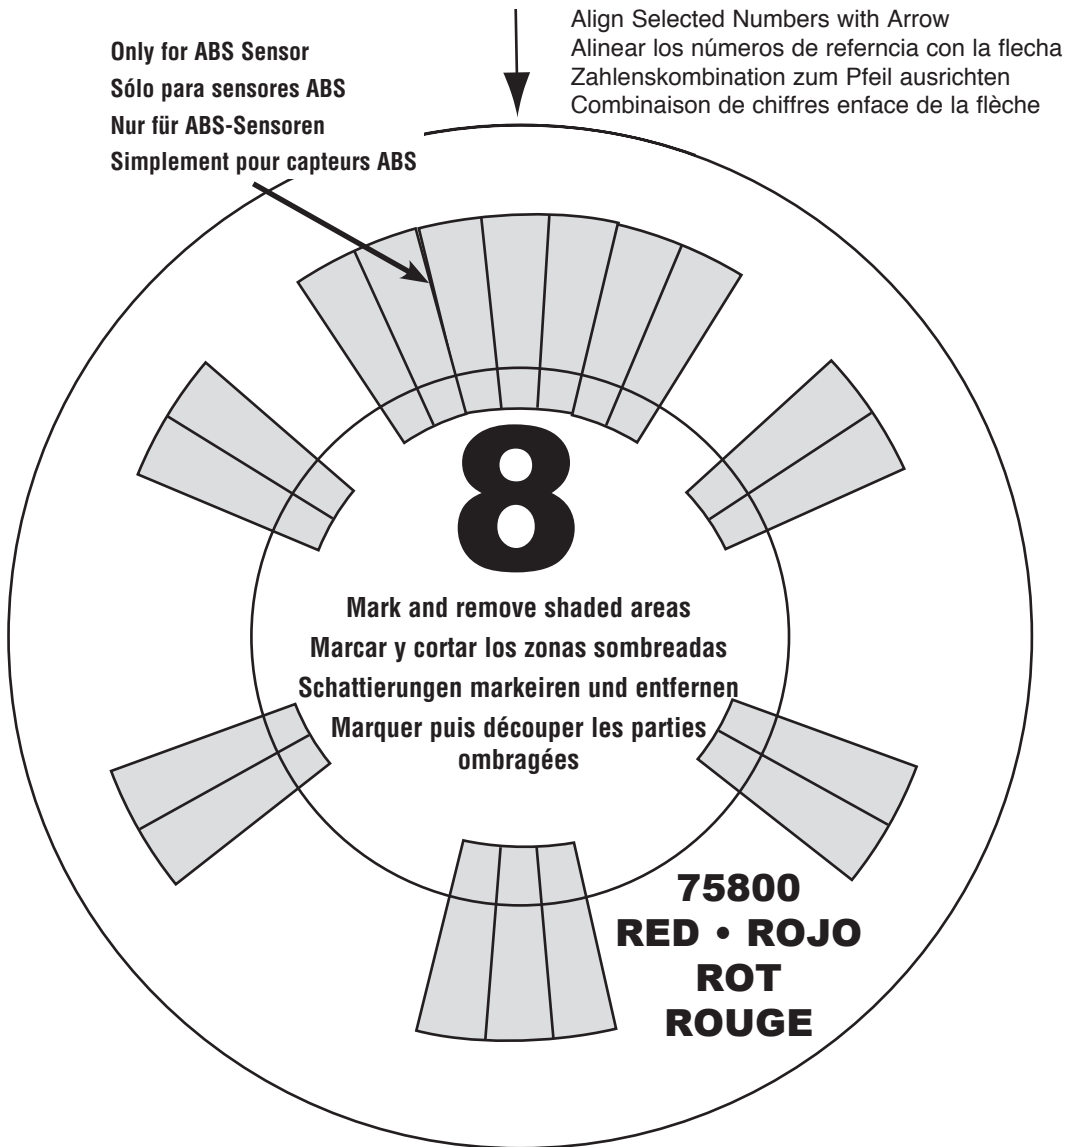 Align Selected Numbers with Arrow
Alinear los números de referncia con la flecha
Zahlenskombination zum Pfeil ausrichten
Combinaison de chiffres enface de la flèche
Only for ABS Sensor
Sólo para sensores ABS
Nur für ABS-Sensoren
Simplement pour capteurs ABS
8
Mark and remove shaded areas
Marcar y cortar los zonas sombreadas
Schattierungen markeiren und entfernen
Marquer puis découper les parties
ombragées
75800
RED • ROJO
ROT
ROUGE